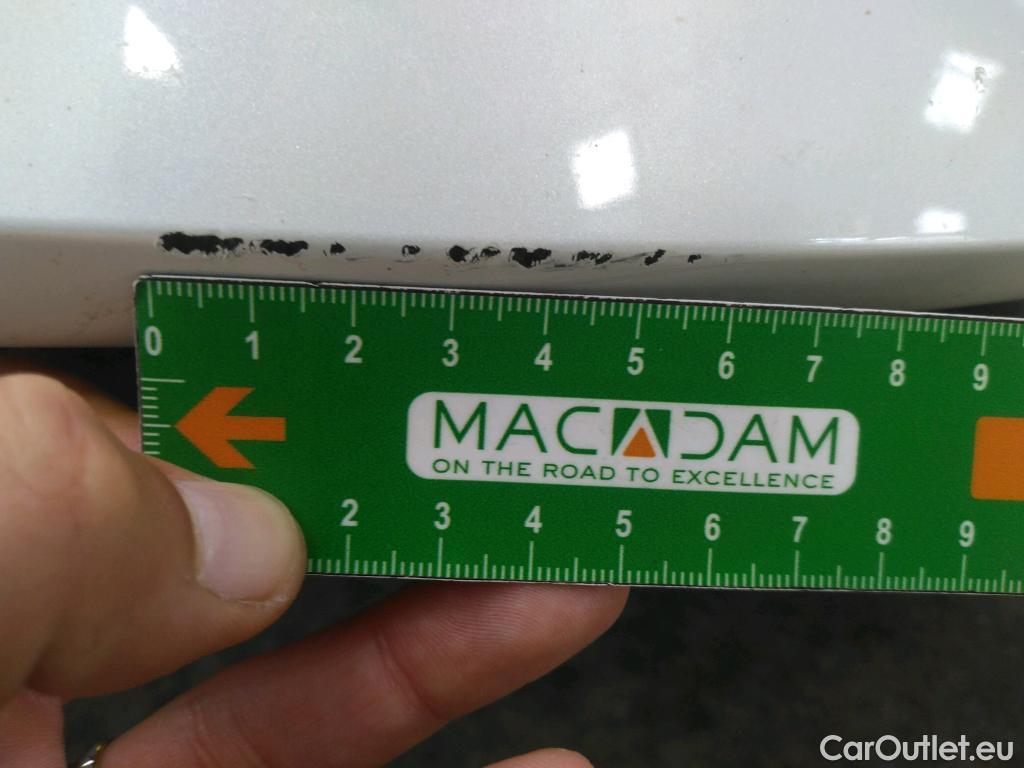 0 1 2 3 4 5 6 7 8 9
MACADAM
ON THE ROAD TO EXCELLENCE
2 3 4 5 6 7 8 9
CarOutlet.eu